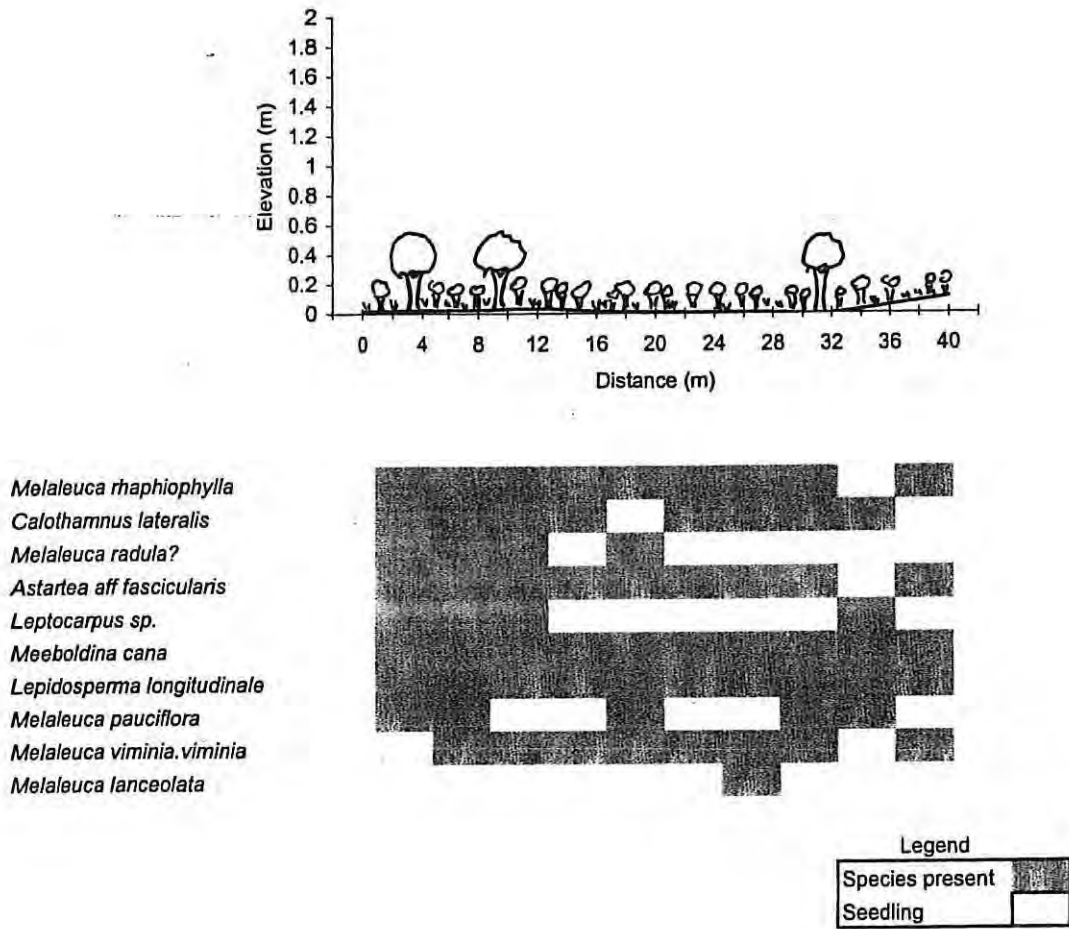 2
1.8
1.6
1.4
1.2
1
0.8
0.6
0.4
0.2
0
Elevation (m)
0 4 8 12 16 20 24 28 32 36 40
Distance (m)
Melaleuca rhaphiophylla
Calothamnus lateralis
Melaleuca radula?
Astartea aff fascicularis
Leptocarpus sp.
Meeboldina cana
Lepidosperma longitudinale
Melaleuca pauciflora
Melaleuca viminia.viminia
Melaleuca lanceolata
Legend
Species present
Seedling